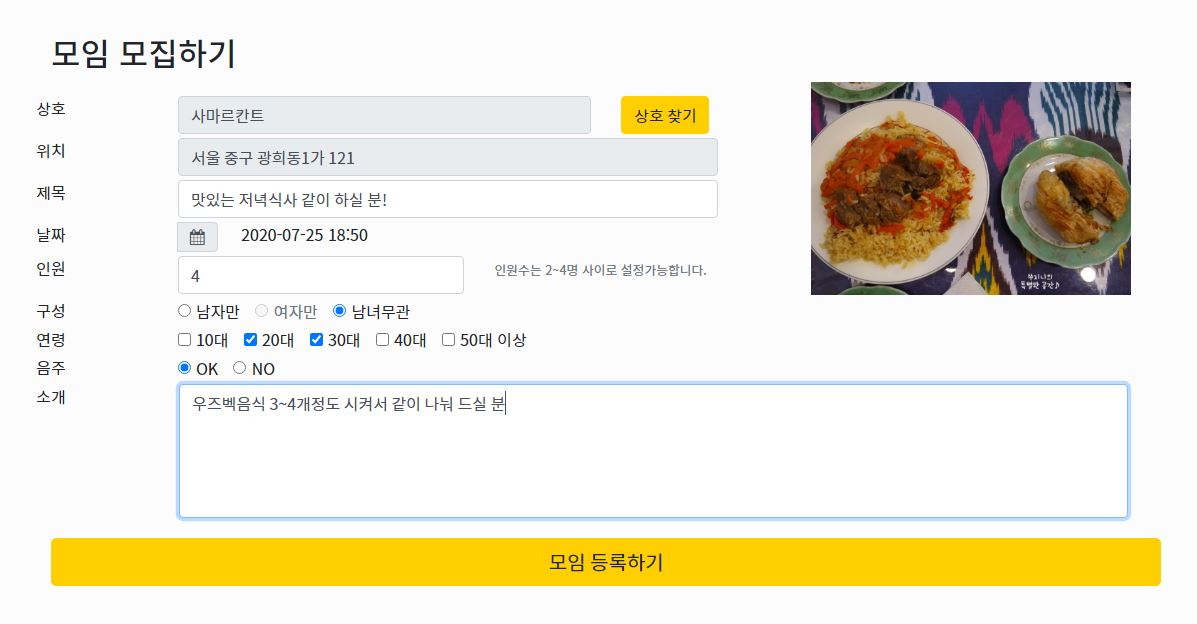 모임 모집하기
상호 사마르칸트 상호 찾기
위치 서울 중구 광희동1가 121
제목 맛있는 저녁식사 같이 하실 분!
날짜 2020-07-25 18:50
인원 4 인원수는 2~4명 사이로 설정가능합니다.
구성 남자만 여자만 남녀무관
연령 10대 20대 30대 40대 50대 이상
음주 OK NO
소개 우즈벡음식 3~4개정도 시켜서 같이 나눠 드실 분
모임 등록하기
특별한 공간♪